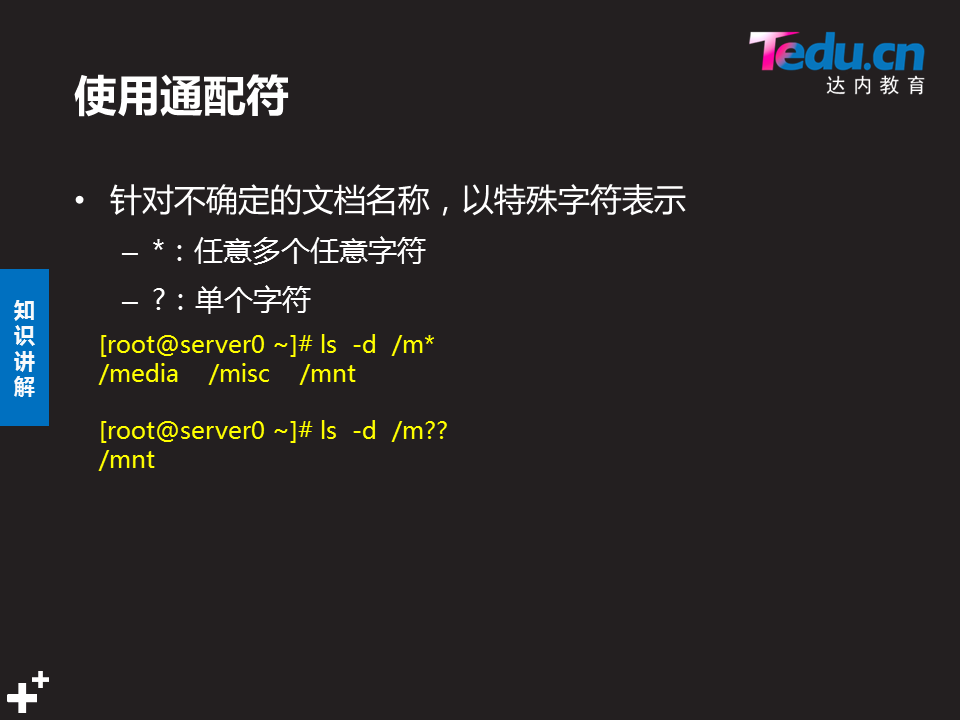 Tedu.cn
达内教育
使用通配符
• 针对不确定的文档名称，以特殊字符表示
– *：任意多个任意字符
– ?：单个字符
知识讲解
[root@server0 ~]# ls  -d  /m*
/media    /misc    /mnt
[root@server0 ~]# ls  -d  /m??
/mnt